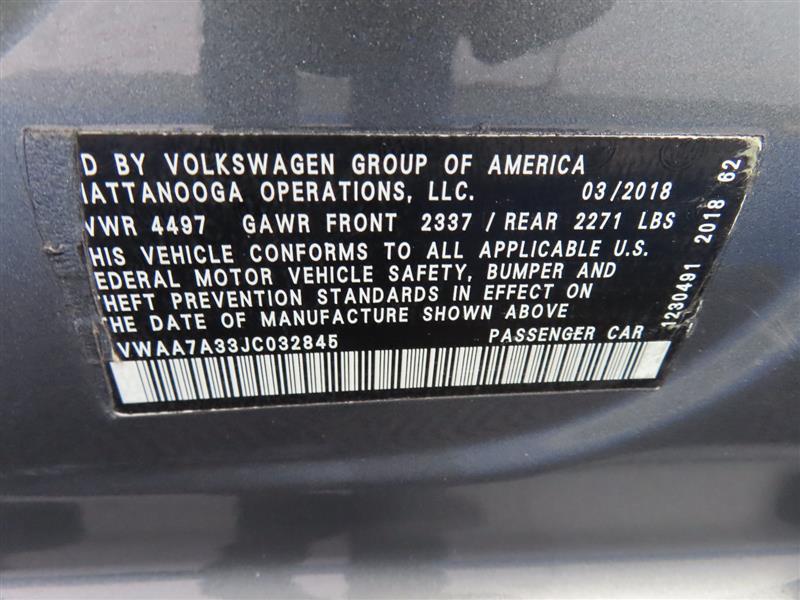 D BY VOLKSWAGEN GROUP OF AMERICA
HATTANOOGA OPERATIONS, LLC. 03/2018
VWR 4497 GAWR FRONT 2337 / REAR 2271 LBS
HIS VEHICLE CONFORMS TO ALL APPLICABLE U.S.
EDERAL MOTOR VEHICLE SAFETY, BUMPER AND
HEFT PREVENTION STANDARDS IN EFFECT ON
HE DATE OF MANUFACTURE SHOWN ABOVE
VWAA7A33JC032845 PASSENGER CAR
1230491 2018 62